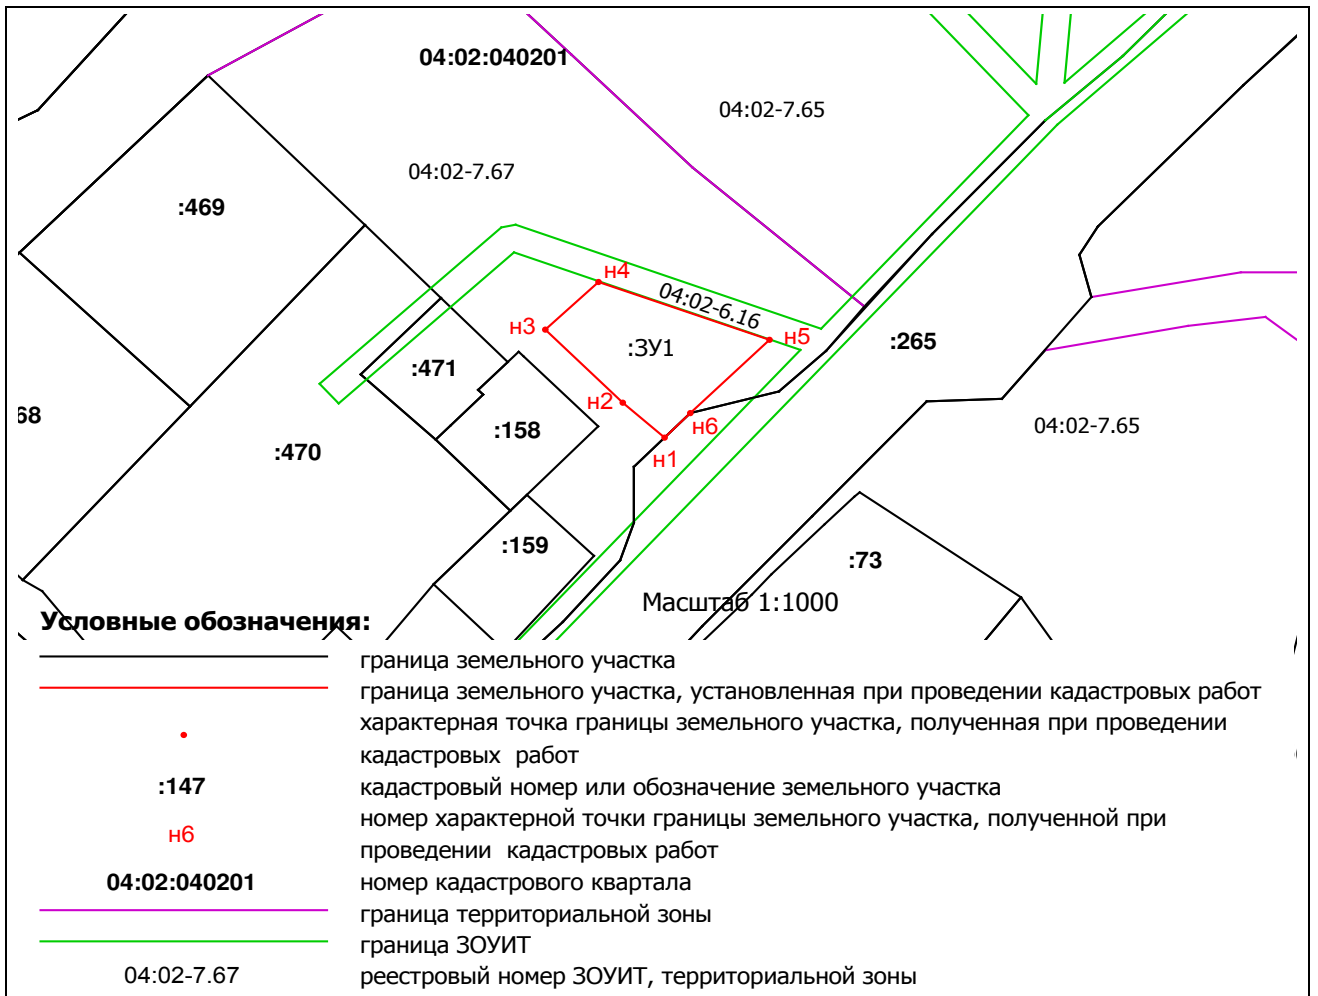 04:02:040201
04:02-7.65
04:02-7.67
:469
н4
04:02-6.16
н3
:ЗУ1
н5
:265
:471
н2
68
:158
н6
04:02-7.65
:470
н1
:159
:73
Масштаб 1:1000
Условные обозначения:
граница земельного участка
граница земельного участка, установленная при проведении кадастровых работ
характерная точка границы земельного участка, полученная при проведении
кадастровых работ
:147 кадастровый номер или обозначение земельного участка
н6 номер характерной точки границы земельного участка, полученной при
проведении кадастровых работ
04:02:040201 номер кадастрового квартала
граница территориальной зоны
граница ЗОУИТ
04:02-7.67 реестровый номер ЗОУИТ, территориальной зоны